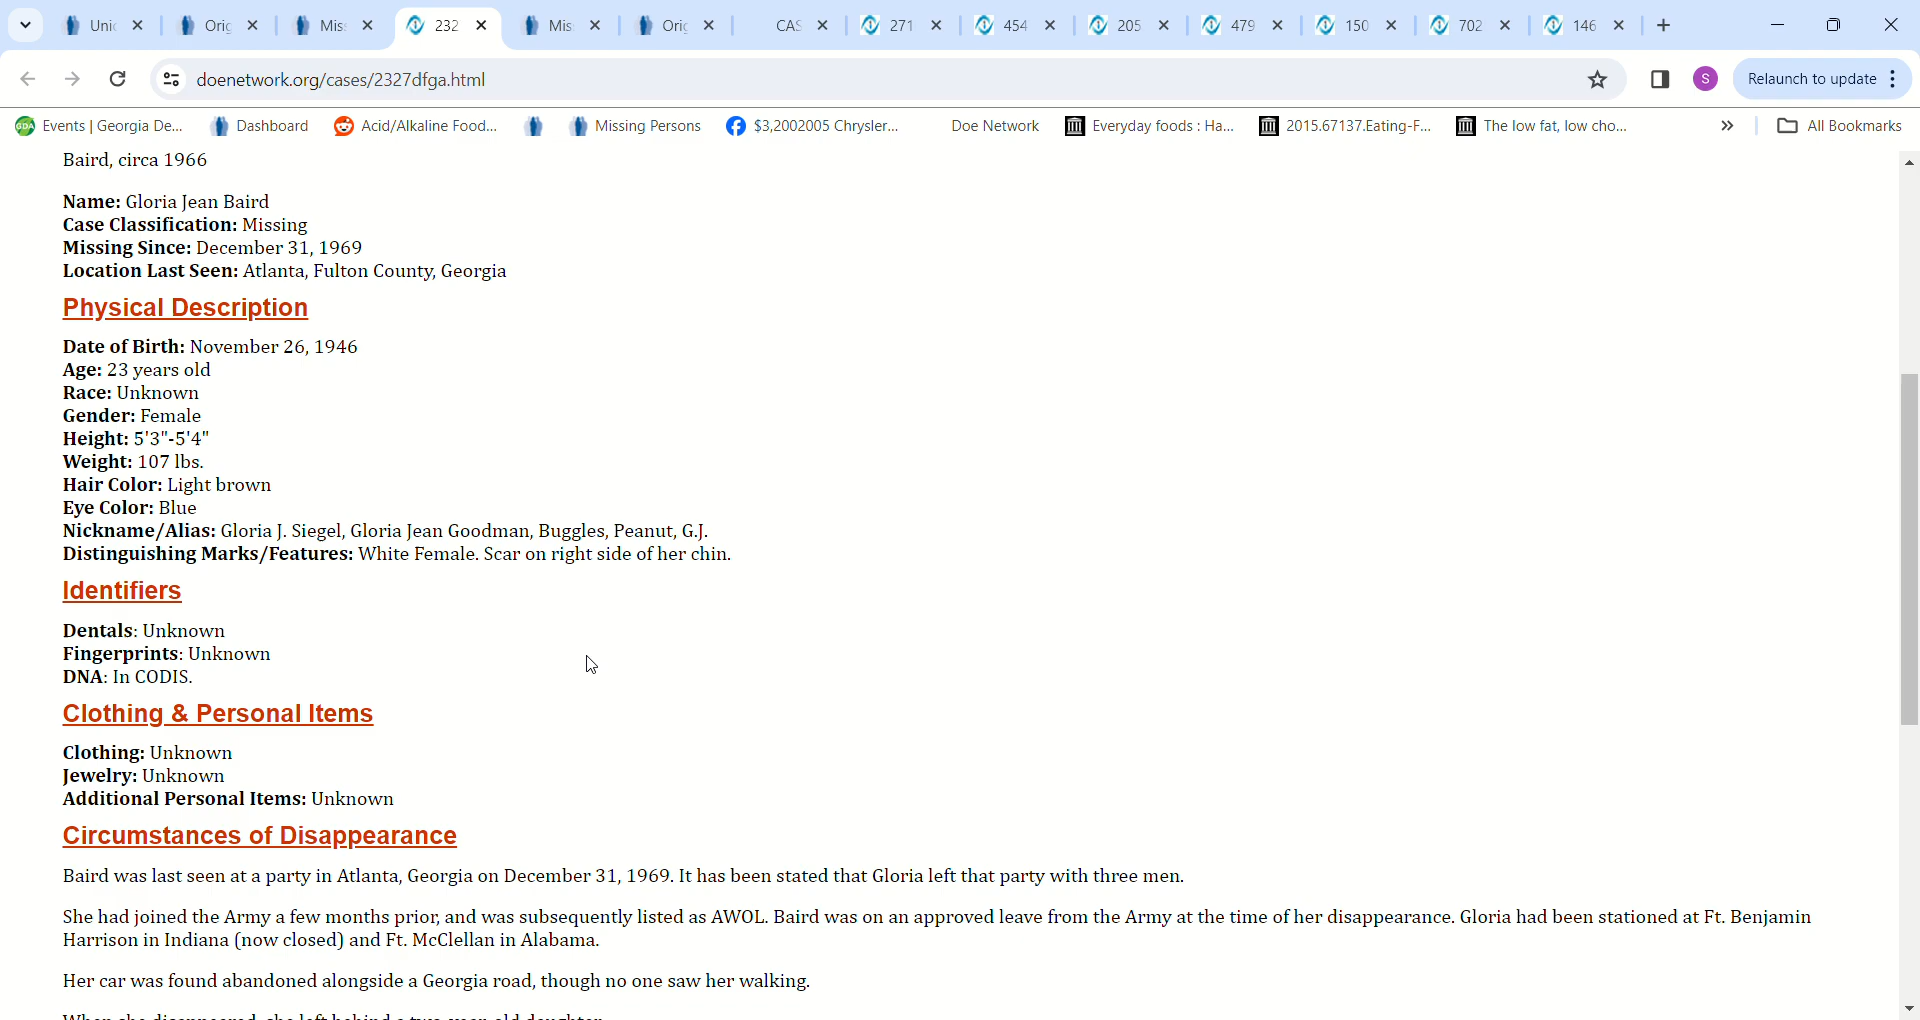 Unic
Orig
Mis
232
Mis
Orig
CAS
271
454
205
479
150
702
146
doenetwork.org/cases/2327dfga.html
S
Relaunch to update
GDA
Events | Georgia De...
Dashboard
Acid/Alkaline Food...
Missing Persons
$3,2002005 Chrysler...
Doe Network
Everyday foods : Ha...
2015.67137.Eating-F...
The low fat, low cho...
All Bookmarks
Baird, circa 1966
Name: Gloria Jean Baird
Case Classification: Missing
Missing Since: December 31, 1969
Location Last Seen: Atlanta, Fulton County, Georgia
Physical Description
Date of Birth: November 26, 1946
Age: 23 years old
Race: Unknown
Gender: Female
Height: 5'3"-5'4"
Weight: 107 lbs.
Hair Color: Light brown
Eye Color: Blue
Nickname/Alias: Gloria J. Siegel, Gloria Jean Goodman, Buggles, Peanut, G.J.
Distinguishing Marks/Features: White Female. Scar on right side of her chin.
Identifiers
Dentals: Unknown
Fingerprints: Unknown
DNA: In CODIS.
Clothing & Personal Items
Clothing: Unknown
Jewelry: Unknown
Additional Personal Items: Unknown
Circumstances of Disappearance
Baird was last seen at a party in Atlanta, Georgia on December 31, 1969. It has been stated that Gloria left that party with three men.
She had joined the Army a few months prior, and was subsequently listed as AWOL. Baird was on an approved leave from the Army at the time of her disappearance. Gloria had been stationed at Ft. Benjamin
Harrison in Indiana (now closed) and Ft. McClellan in Alabama.
Her car was found abandoned alongside a Georgia road, though no one saw her walking.
When she disappeared, she left behind a two-year-old daughter.